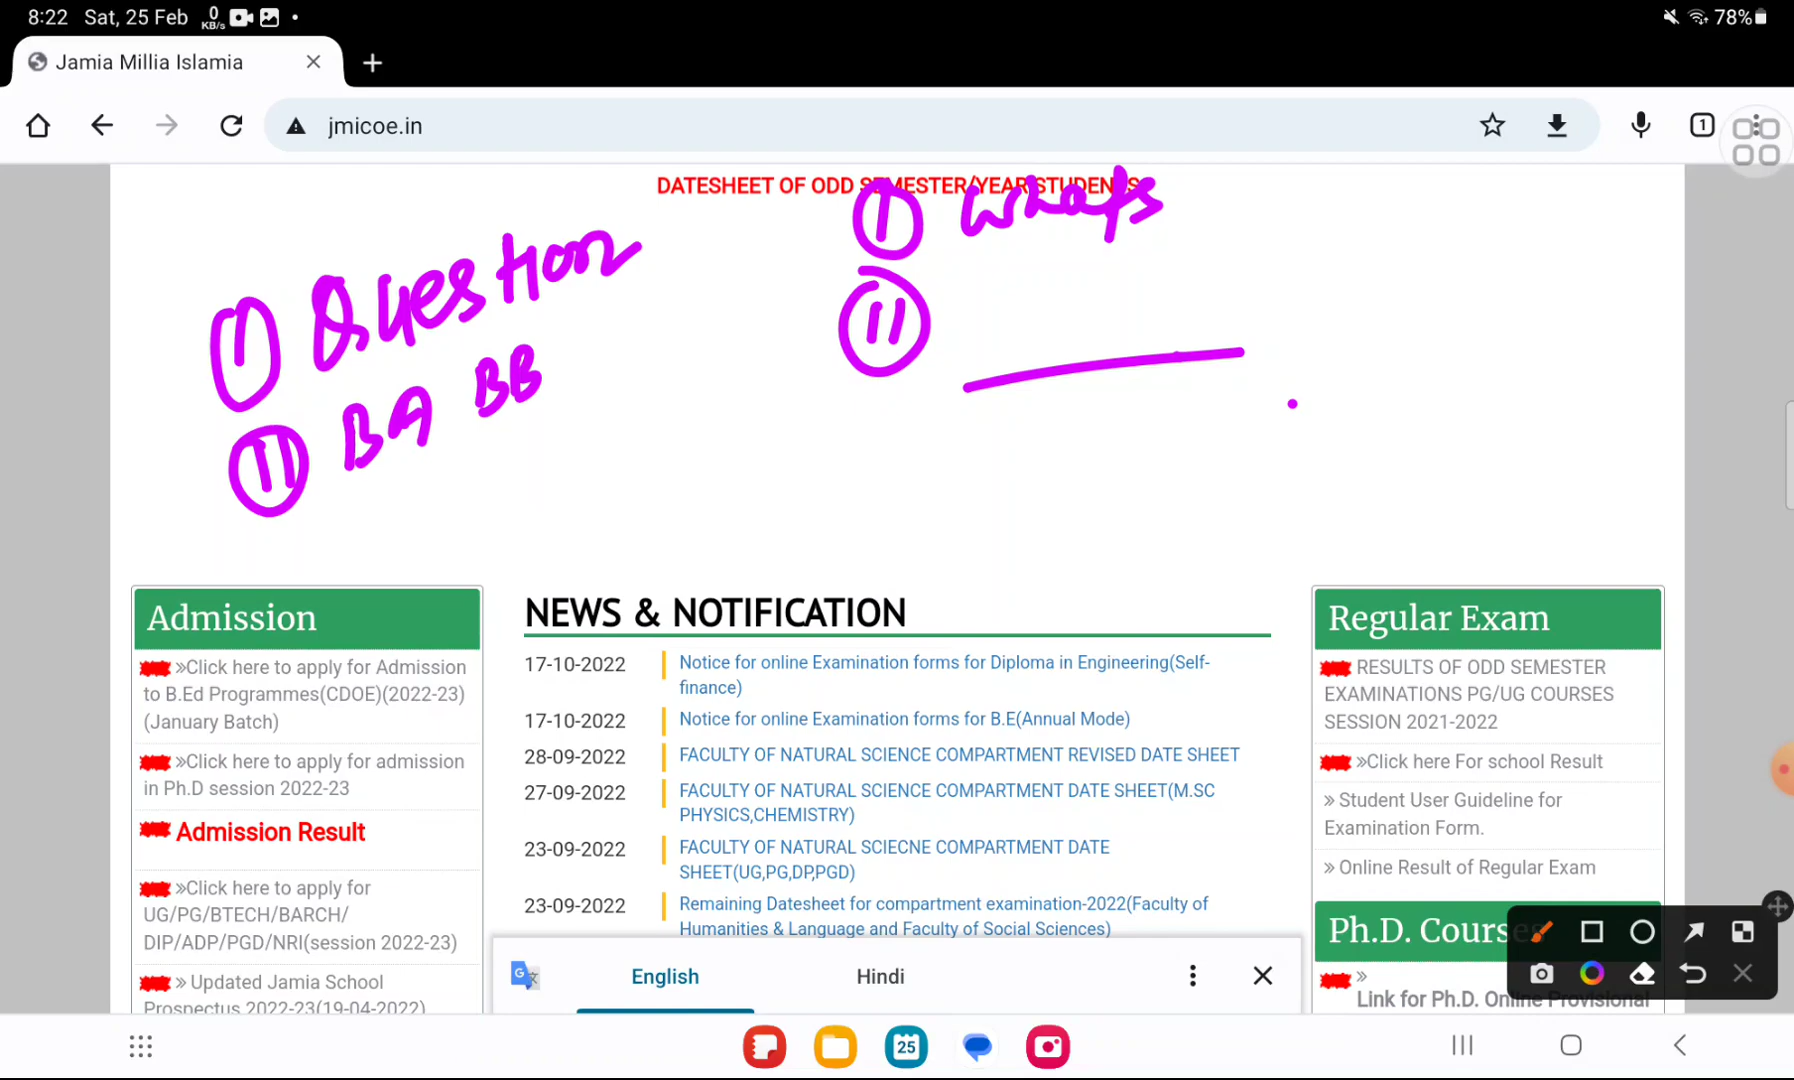 8:22 Sat, 25 Feb 0 KB/s 78%
Jamia Millia Islamia
jmicoe.in 1
DATESHEET OF ODD SEMESTER/YEAR STUDENTS
I Question
II BA BB
I Whats
II
Admission
»Click here to apply for Admission
to B.Ed Programmes(CDOE)(2022-23)
(January Batch)
»Click here to apply for admission
in Ph.D session 2022-23
Admission Result
»Click here to apply for
UG/PG/BTECH/BARCH/
DIP/ADP/PGD/NRI(session 2022-23)
» Updated Jamia School
Prospectus 2022-23(19-04-2022)
NEWS & NOTIFICATION
17-10-2022 Notice for online Examination forms for Diploma in Engineering(Self-
finance)
17-10-2022 Notice for online Examination forms for B.E(Annual Mode)
28-09-2022 FACULTY OF NATURAL SCIENCE COMPARTMENT REVISED DATE SHEET
27-09-2022 FACULTY OF NATURAL SCIENCE COMPARTMENT DATE SHEET(M.SC
PHYSICS,CHEMISTRY)
23-09-2022 FACULTY OF NATURAL SCIECNE COMPARTMENT DATE
SHEET(UG,PG,DP,PGD)
23-09-2022 Remaining Datesheet for compartment examination-2022(Faculty of
Humanities & Language and Faculty of Social Sciences)
Regular Exam
RESULTS OF ODD SEMESTER
EXAMINATIONS PG/UG COURSES
SESSION 2021-2022
»Click here For school Result
» Student User Guideline for
Examination Form.
» Online Result of Regular Exam
Ph.D. Courses
»
Link for Ph.D. Online Provisional
English Hindi
25